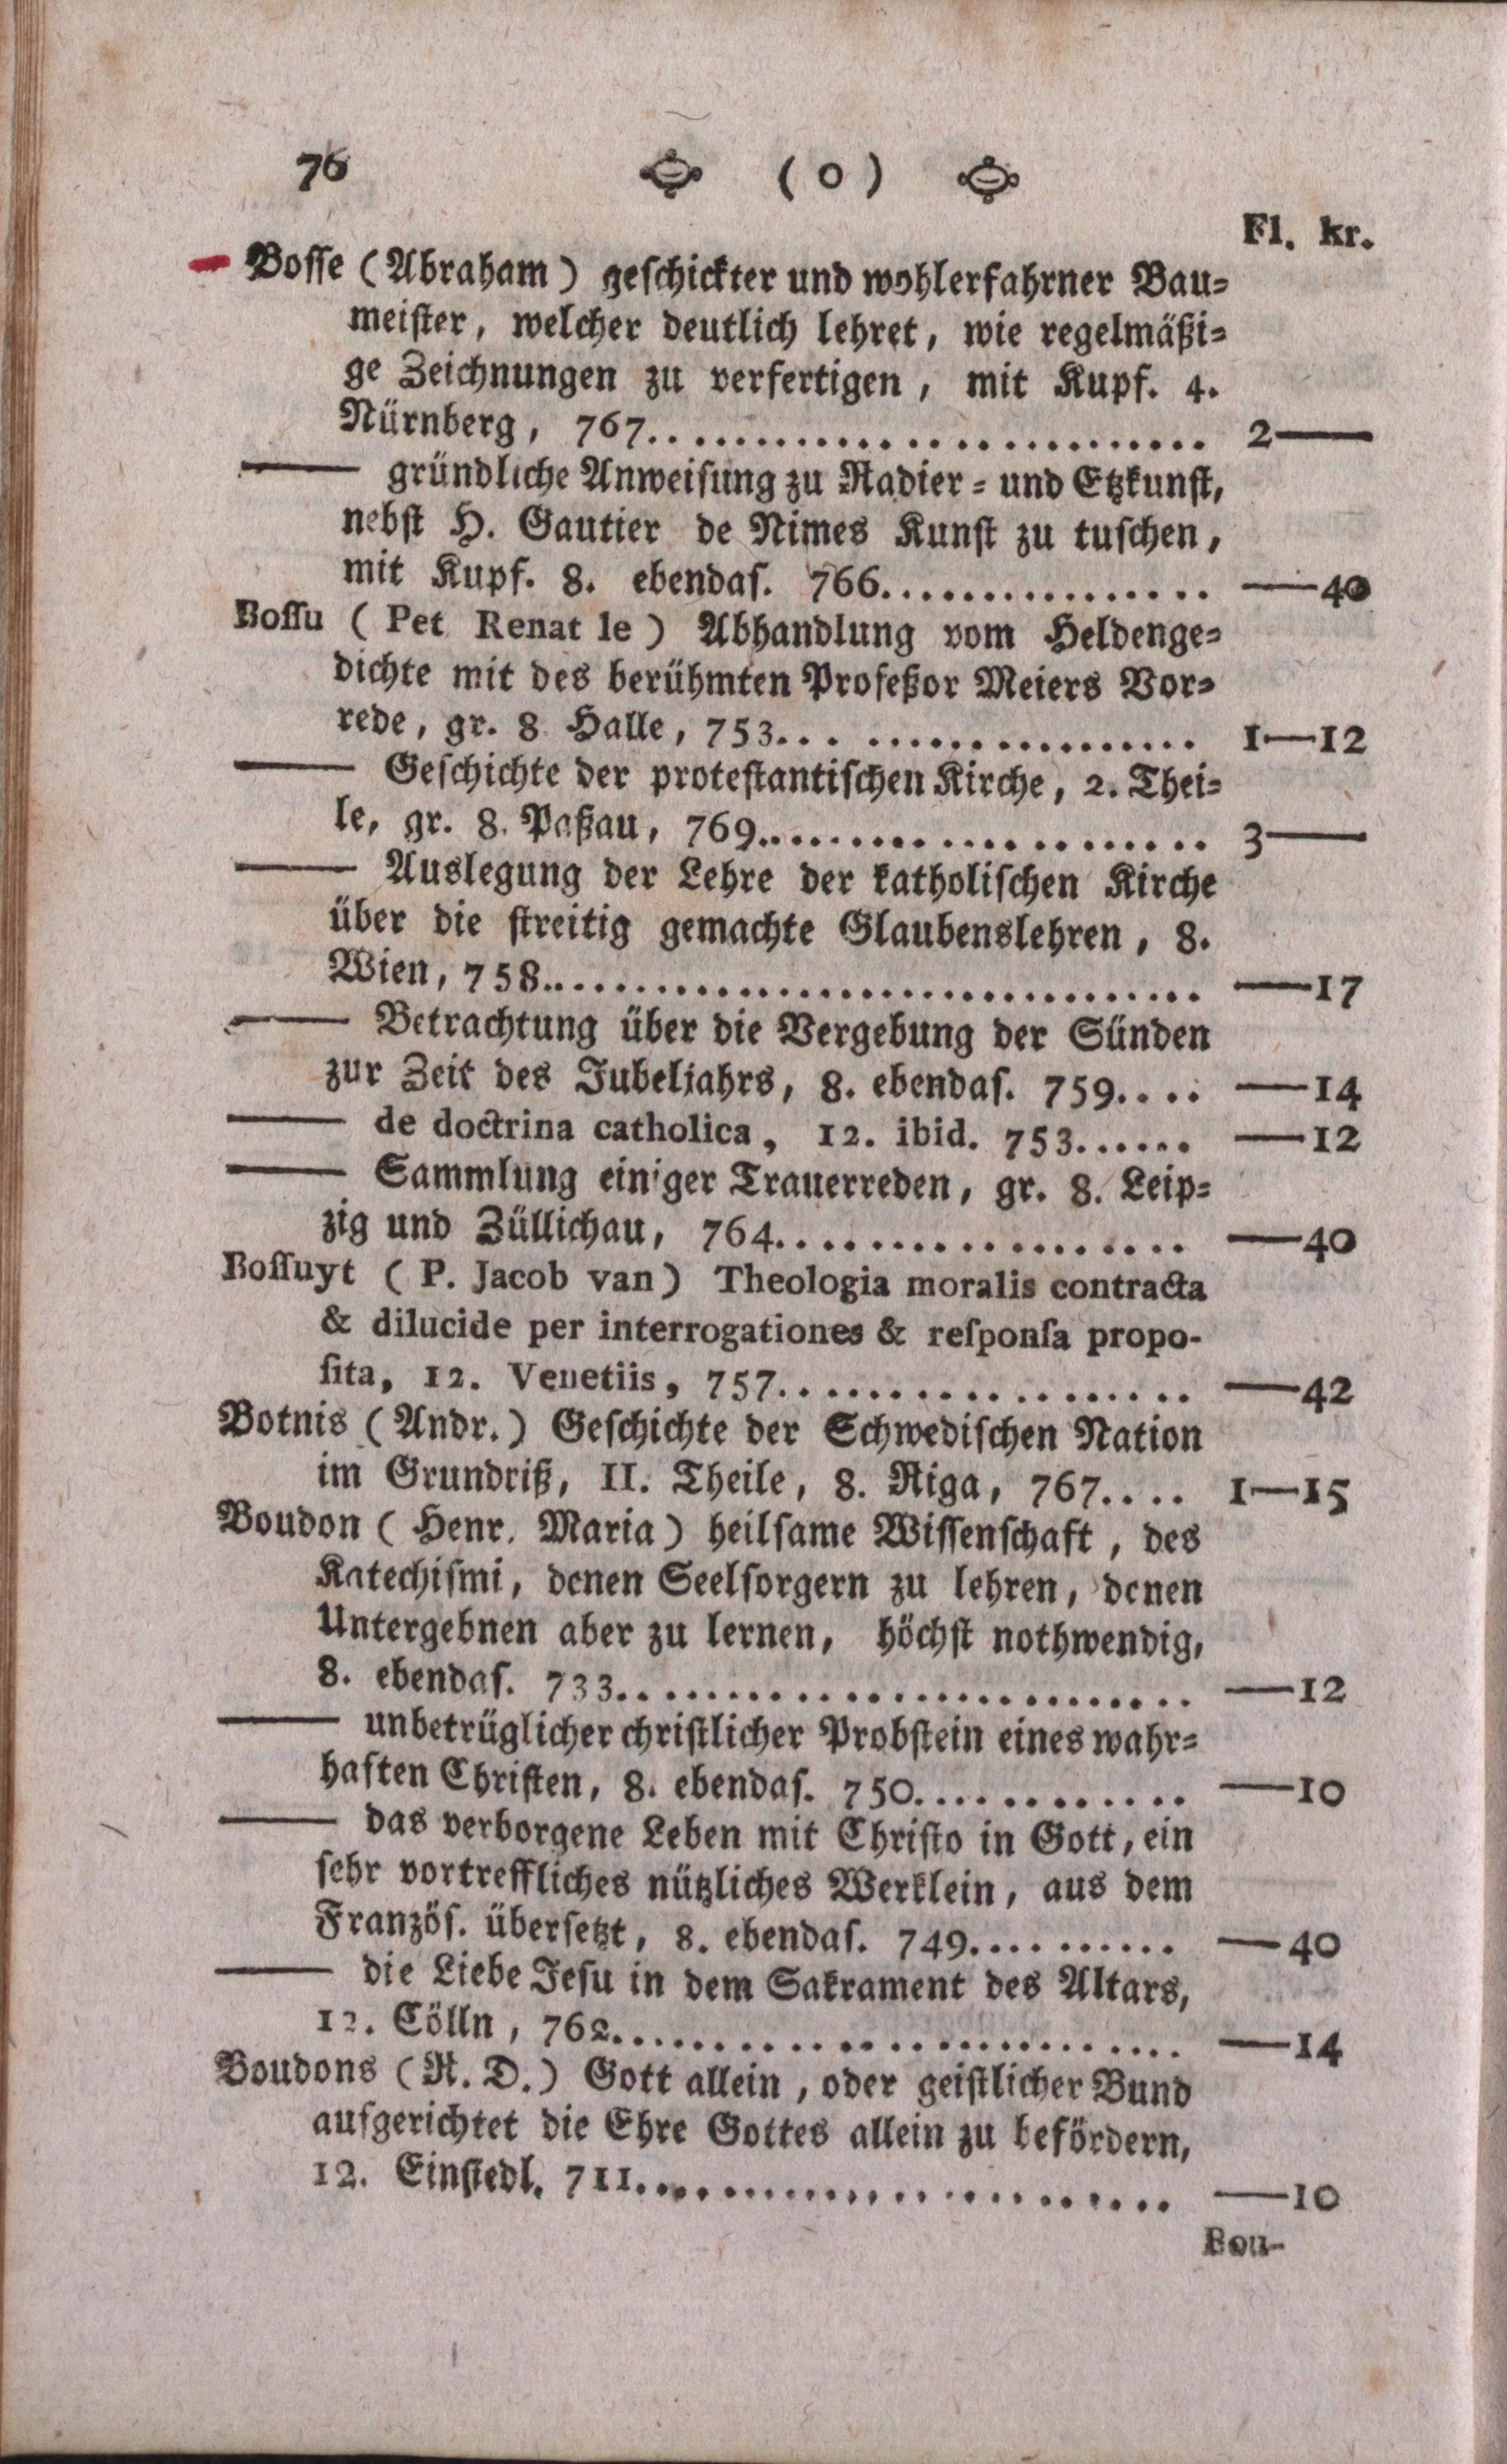 76 ( o )
Fl. kr.
Bosse (Abraham) geschickter und wohlerfahrner Bau=
meister, welcher deutlich lehret, wie regelmäßi=
ge Zeichnungen zu verfertigen, mit Kupf. 4.
Nürnberg, 767.......................... 2—
— gründliche Anweisung zu Radier = und Etzkunst,
nebst H. Gautier de Nimes Kunst zu tuschen,
mit Kupf. 8. ebendas. 766................ —40
Boſſu (Pet Renat le) Abhandlung vom Heldenge=
dichte mit des berühmten Profeßor Meiers Vor=
rede, gr. 8 Halle, 753.................... 1—12
— Geschichte der protestantischen Kirche, 2. Thei=
le, gr. 8. Paßau, 769..................... 3—
— Auslegung der Lehre der katholischen Kirche
über die streitig gemachte Glaubenslehren, 8.
Wien, 758................................ —17
— Betrachtung über die Vergebung der Sünden
zur Zeit des Jubeljahrs, 8. ebendas. 759.... —14
— de doctrina catholica, 12. ibid. 753...... —12
— Sammlung einiger Trauerreden, gr. 8. Leip=
zig und Züllichau, 764.................. —40
Boſſuyt (P. Jacob van) Theologia moralis contracta
& dilucide per interrogationes & reſponſa propo-
ſita, 12. Venetiis, 757................... —42
Botnis (Andr.) Geschichte der Schwedischen Nation
im Grundriß, II. Theile, 8. Riga, 767.... 1—15
Boudon (Henr. Maria) heilsame Wissenschaft, des
Katechismi, denen Seelsorgern zu lehren, denen
Untergebnen aber zu lernen, höchst nothwendig,
8. ebendas. 733.......................... —12
— unbetrüglicher christlicher Probstein eines wahr=
haften Christen, 8. ebendas. 750............ —10
— das verborgene Leben mit Christo in Gott, ein
sehr vortreffliches nützliches Werklein, aus dem
Französ. übersetzt, 8. ebendas. 749.......... —40
— die Liebe Jesu in dem Sakrament des Altars,
12. Cölln, 762.......................... —14
Boudons (R. D.) Gott allein, oder geistlicher Bund
aufgerichtet die Ehre Gottes allein zu befördern,
12. Einsiedl. 711......................... —10
Bou-